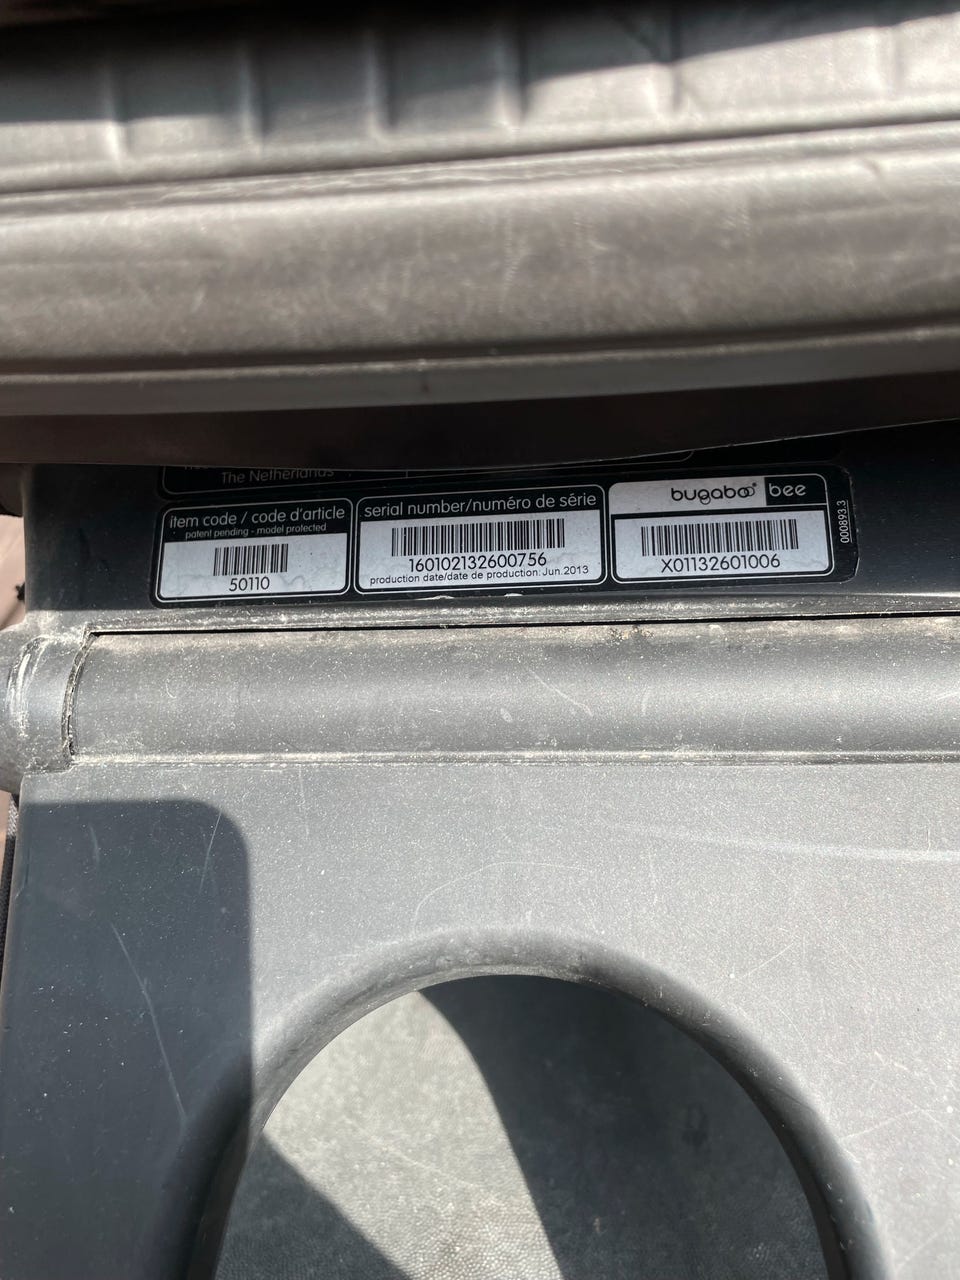 The Netherlands
item code / code d'article
patent pending - model protected
50110
serial number/numéro de série
160102132600756
production date/date de production: Jun.2013
bugaboo bee
X01132601006
000893.3